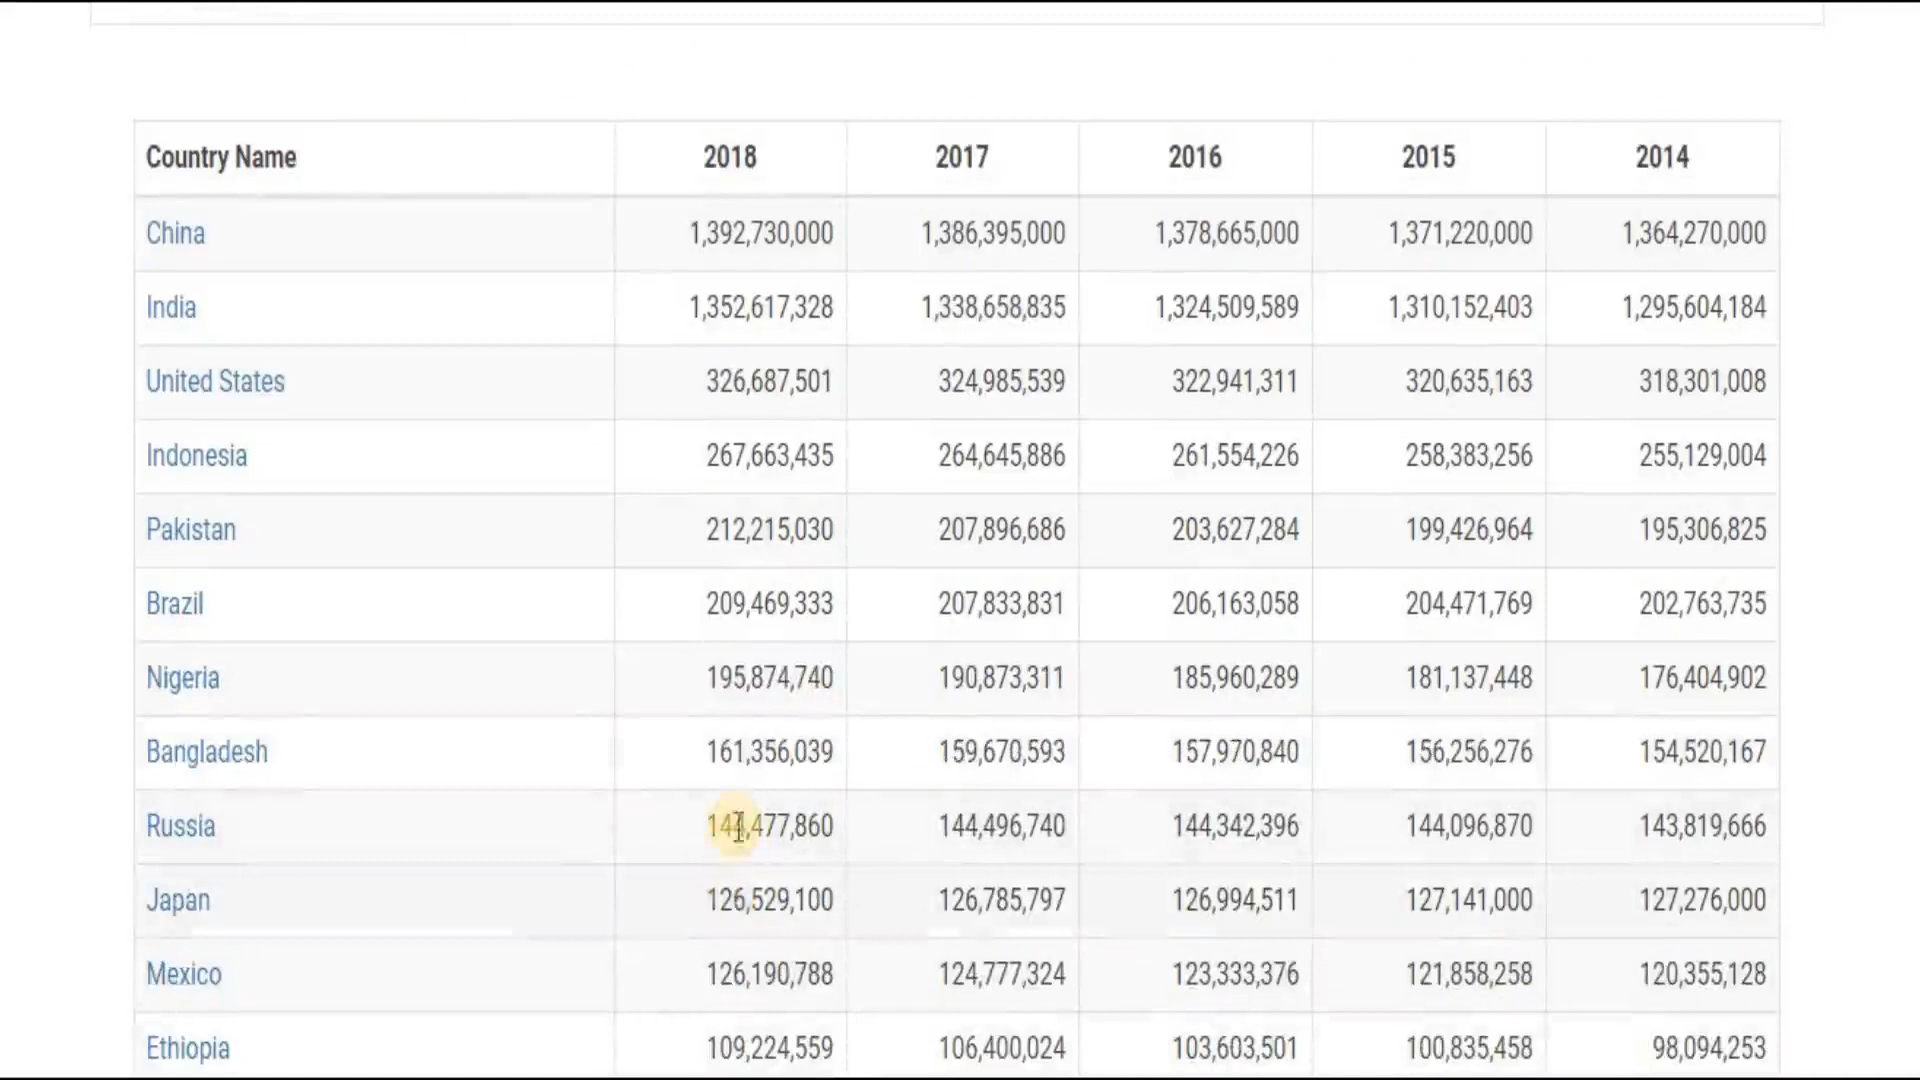 Country Name 2018 2017 2016 2015 2014
China 1,392,730,000 1,386,395,000 1,378,665,000 1,371,220,000 1,364,270,000
India 1,352,617,328 1,338,658,835 1,324,509,589 1,310,152,403 1,295,604,184
United States 326,687,501 324,985,539 322,941,311 320,635,163 318,301,008
Indonesia 267,663,435 264,645,886 261,554,226 258,383,256 255,129,004
Pakistan 212,215,030 207,896,686 203,627,284 199,426,964 195,306,825
Brazil 209,469,333 207,833,831 206,163,058 204,471,769 202,763,735
Nigeria 195,874,740 190,873,311 185,960,289 181,137,448 176,404,902
Bangladesh 161,356,039 159,670,593 157,970,840 156,256,276 154,520,167
Russia 144,477,860 144,496,740 144,342,396 144,096,870 143,819,666
Japan 126,529,100 126,785,797 126,994,511 127,141,000 127,276,000
Mexico 126,190,788 124,777,324 123,333,376 121,858,258 120,355,128
Ethiopia 109,224,559 106,400,024 103,603,501 100,835,458 98,094,253